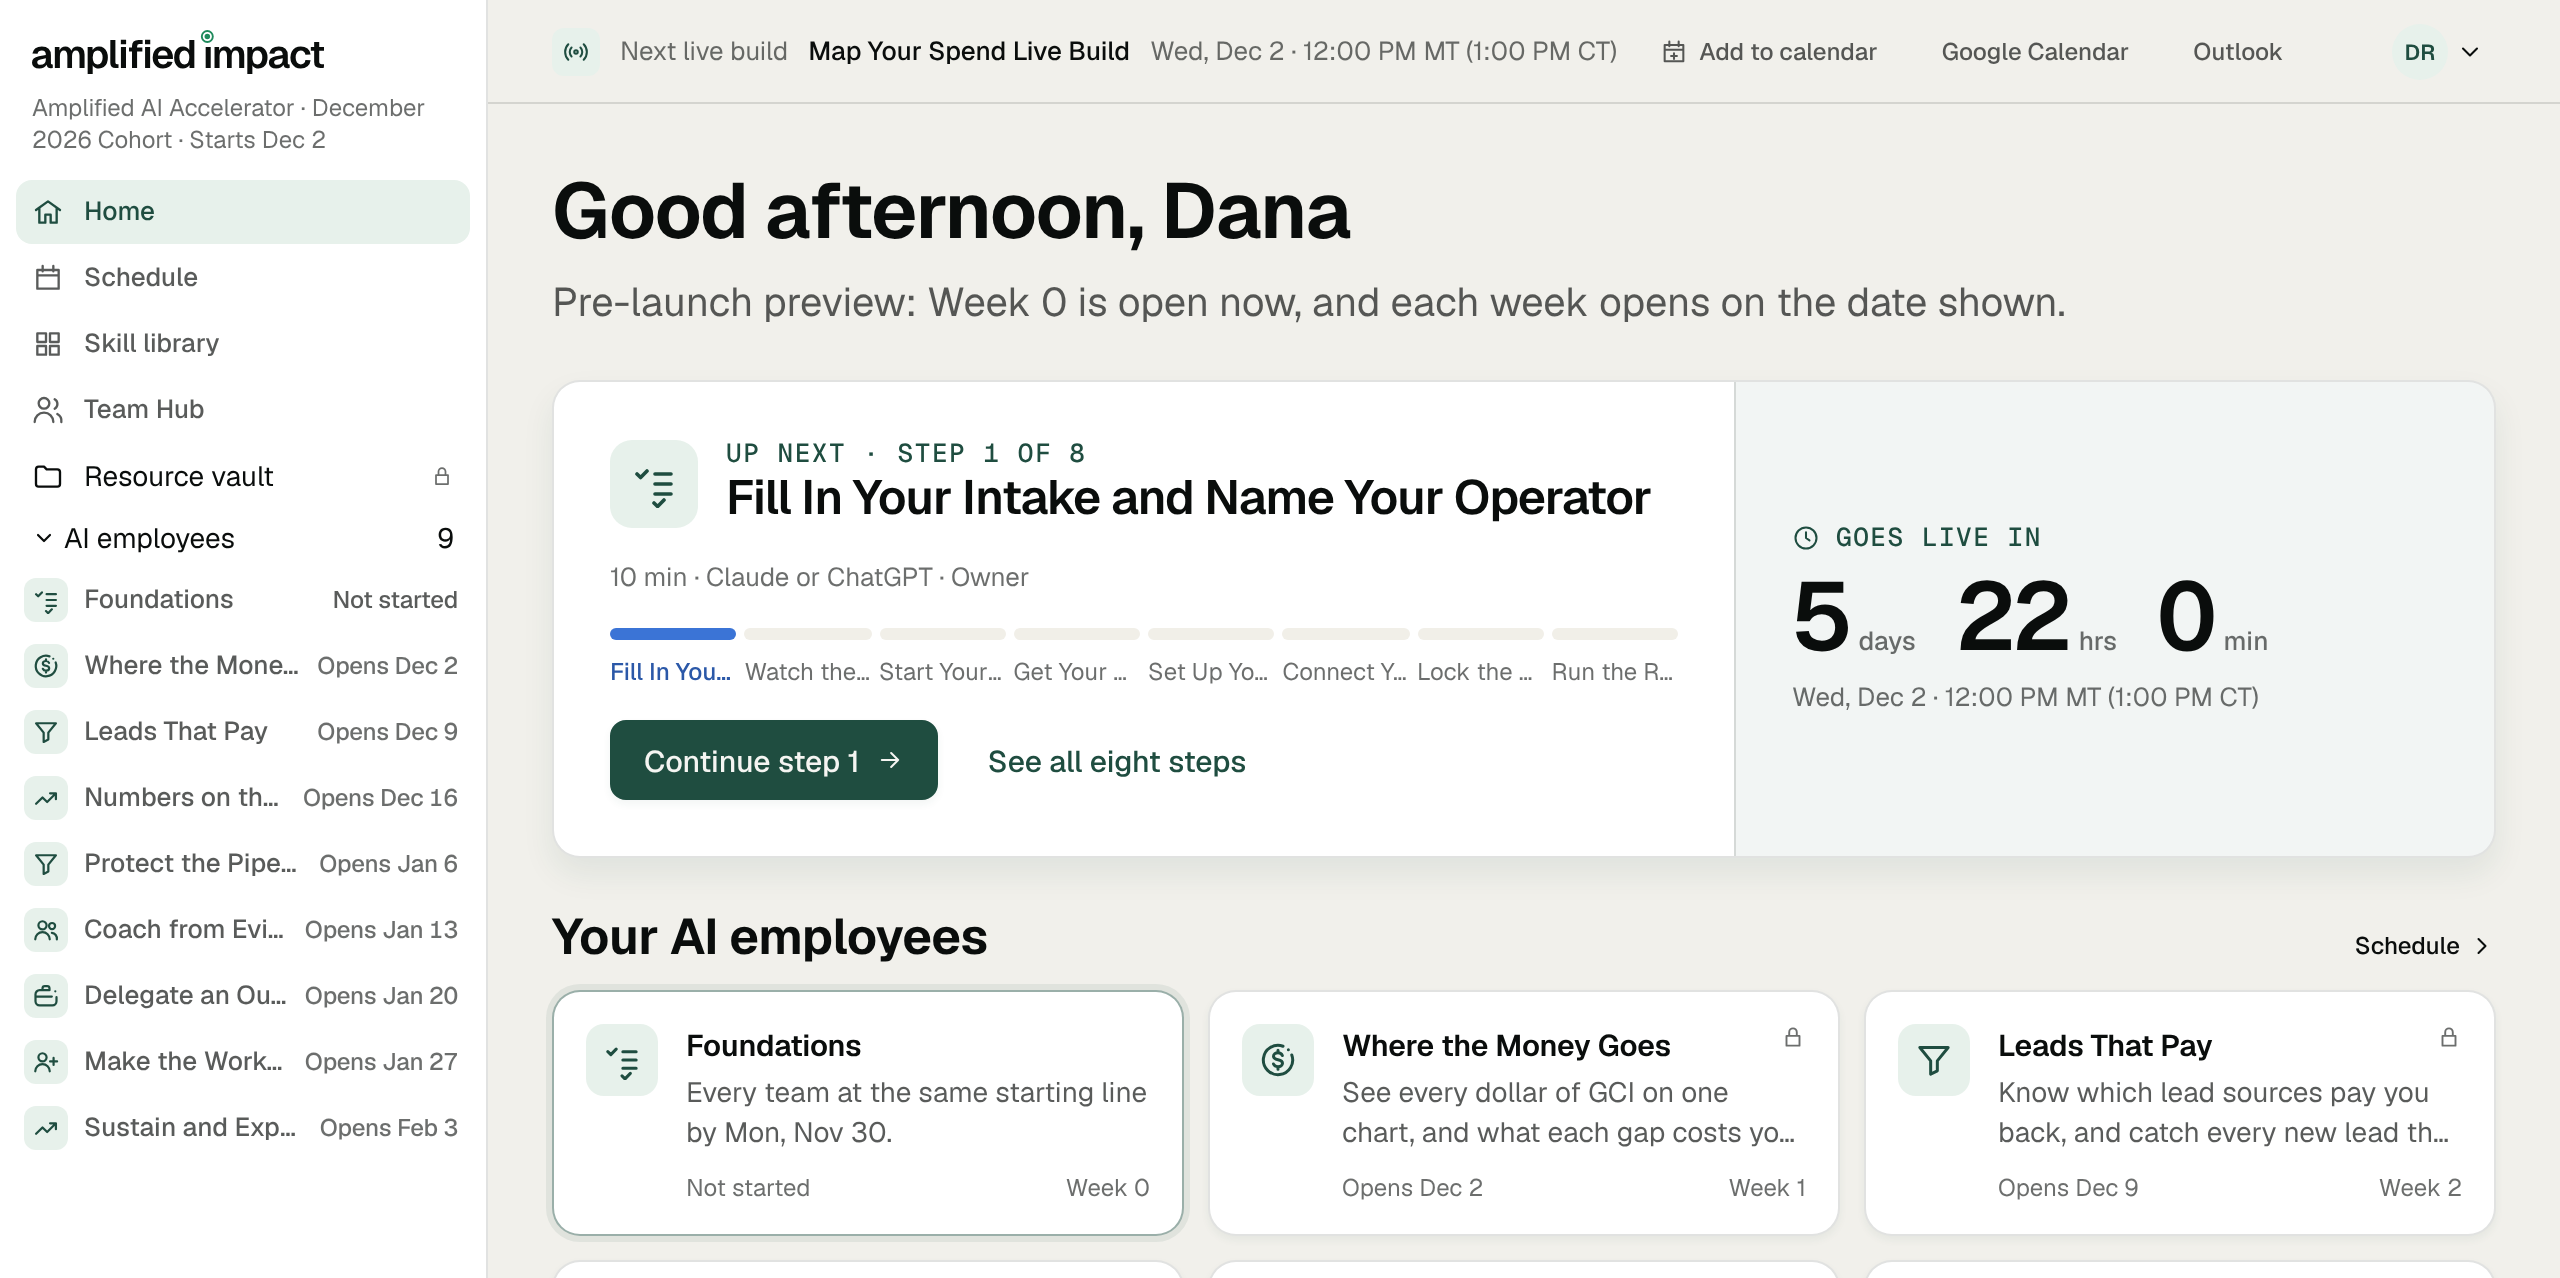 amplified impact
Amplified AI Accelerator · December
2026 Cohort · Starts Dec 2
Home
Schedule
Skill library
Team Hub
Resource vault
AI employees 9
Foundations Not started
Where the Mone... Opens Dec 2
Leads That Pay Opens Dec 9
Numbers on th... Opens Dec 16
Protect the Pipe... Opens Jan 6
Coach from Evi... Opens Jan 13
Delegate an Ou... Opens Jan 20
Make the Work... Opens Jan 27
Sustain and Exp... Opens Feb 3
Next live build Map Your Spend Live Build Wed, Dec 2 · 12:00 PM MT (1:00 PM CT) Add to calendar Google Calendar Outlook DR
Good afternoon, Dana
Pre-launch preview: Week 0 is open now, and each week opens on the date shown.
UP NEXT · STEP 1 OF 8
Fill In Your Intake and Name Your Operator
10 min · Claude or ChatGPT · Owner
Fill In You... Watch the... Start Your... Get Your ... Set Up Yo... Connect Y... Lock the ... Run the R...
Continue step 1 → See all eight steps
GOES LIVE IN
5 days 22 hrs 0 min
Wed, Dec 2 · 12:00 PM MT (1:00 PM CT)
Your AI employees
Schedule
Foundations
Every team at the same starting line
by Mon, Nov 30.
Not started Week 0
Where the Money Goes
See every dollar of GCI on one
chart, and what each gap costs yo...
Opens Dec 2 Week 1
Leads That Pay
Know which lead sources pay you
back, and catch every new lead th...
Opens Dec 9 Week 2